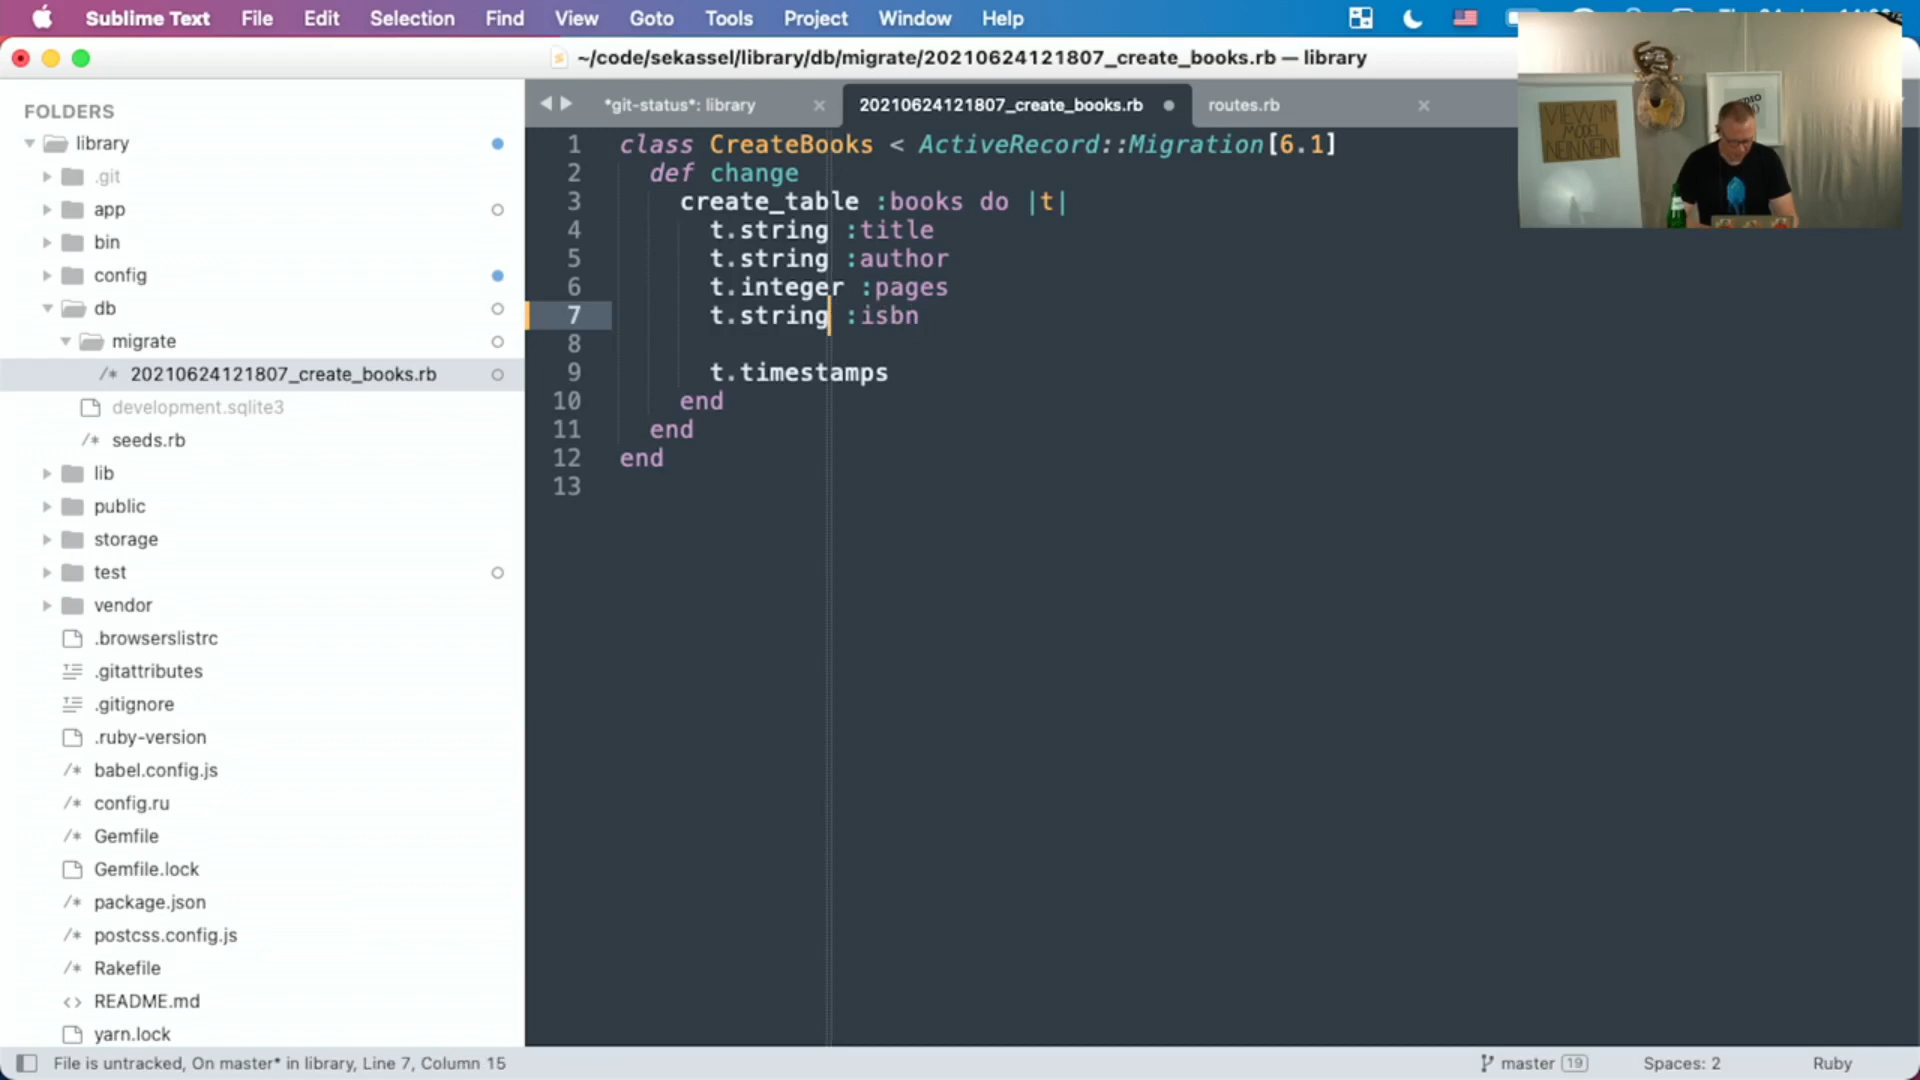 Sublime Text File Edit Selection Find View Goto Tools Project Window Help
~/code/sekassel/library/db/migrate/20210624121807_create_books.rb — library
FOLDERS
library
.git
app
bin
config
db
migrate
/* 20210624121807_create_books.rb
development.sqlite3
/* seeds.rb
lib
public
storage
test
vendor
.browserslistrc
.gitattributes
.gitignore
.ruby-version
/* babel.config.js
/* config.ru
/* Gemfile
Gemfile.lock
/* package.json
/* postcss.config.js
/* Rakefile
<> README.md
yarn.lock
*git-status*: library
20210624121807_create_books.rb
routes.rb
1 class CreateBooks < ActiveRecord::Migration[6.1]
2 def change
3 create_table :books do |t|
4 t.string :title
5 t.string :author
6 t.integer :pages
7 t.string :isbn
8
9 t.timestamps
10 end
11 end
12 end
13
VIEW IM
MODEL
NEIN NEIN!
File is untracked, On master* in library, Line 7, Column 15
master 19
Spaces: 2
Ruby